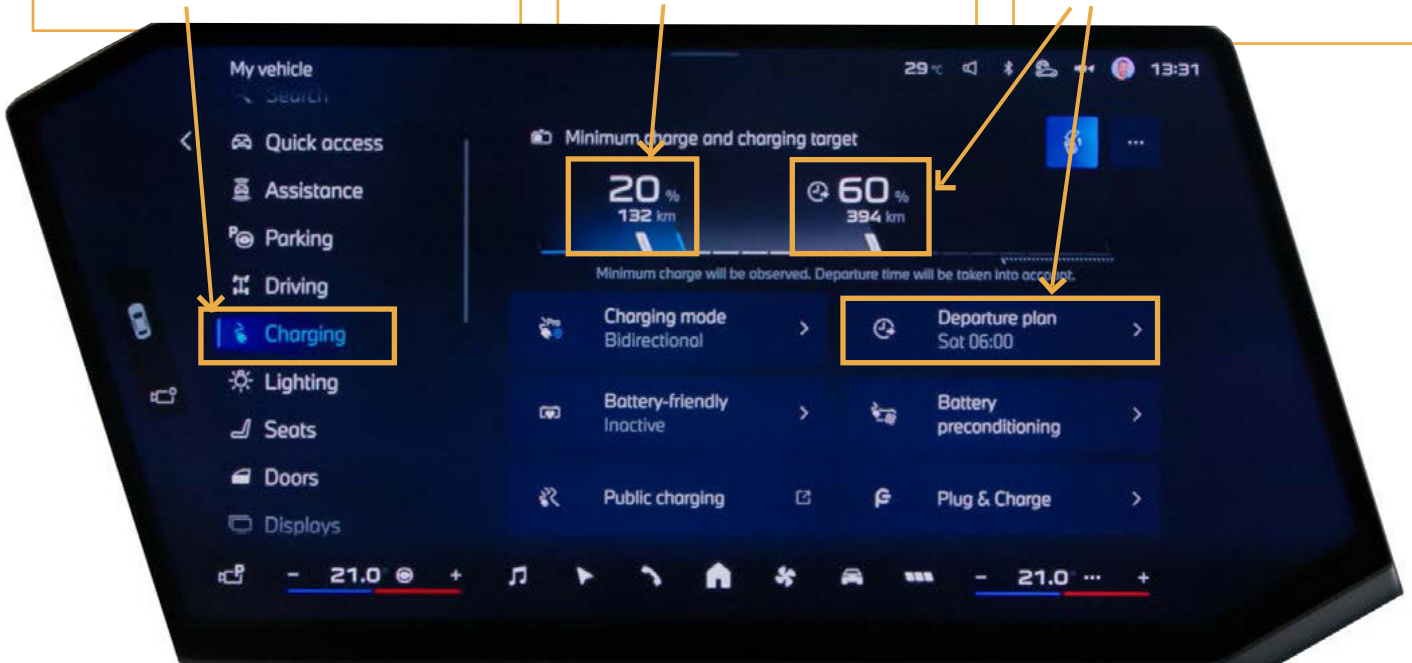 My vehicle
29 °C
13:31
Search
Quick access
Assistance
Parking
Driving
Charging
Lighting
Seats
Doors
Displays
Minimum charge and charging target
20 %
132 km
60 %
394 km
Minimum charge will be observed. Departure time will be taken into account.
Charging mode
Bidirectional
Departure plan
Sat 06:00
Battery-friendly
Inactive
Battery
preconditioning
Public charging
Plug & Charge
P
- 21.0 +
- 21.0 ... +